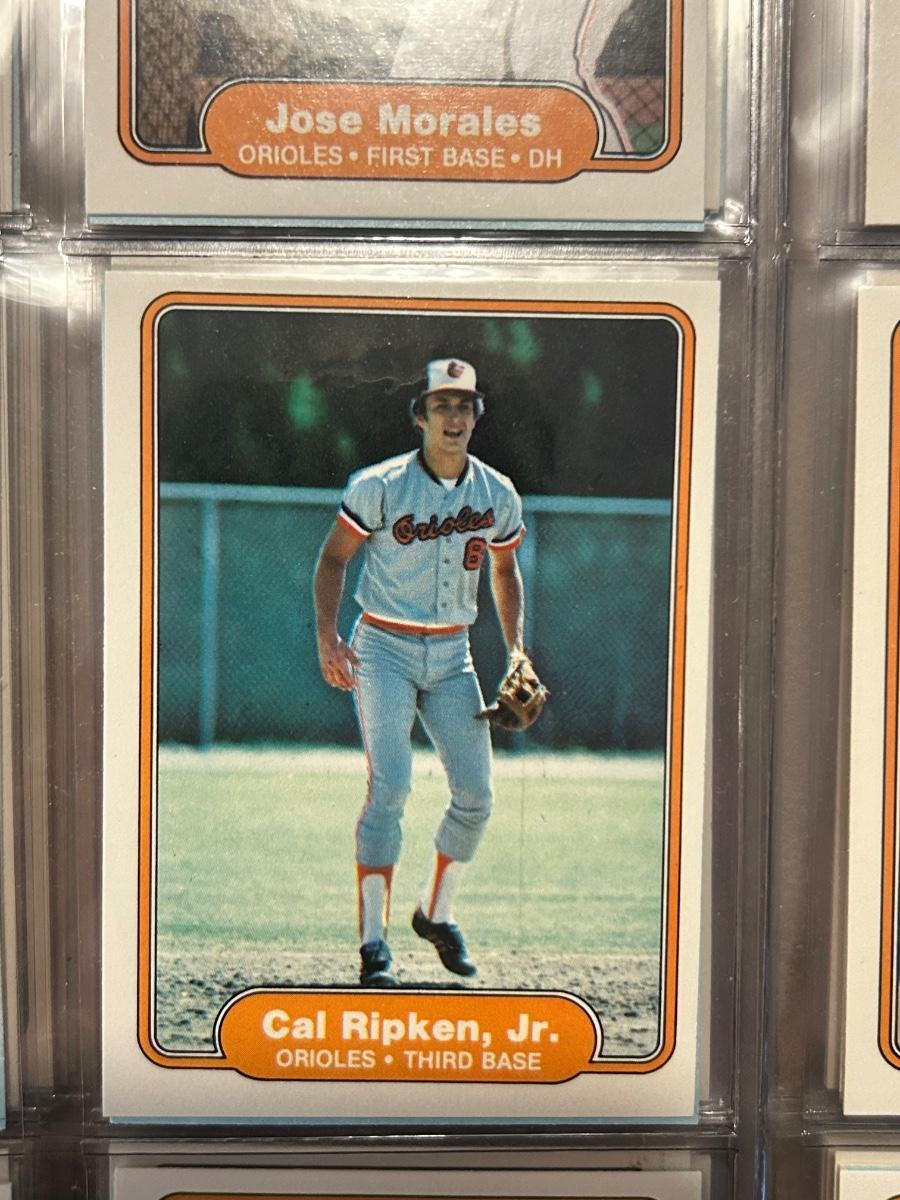 Jose Morales
ORIOLES • FIRST BASE • DH
Orioles
8
Cal Ripken, Jr.
ORIOLES • THIRD BASE